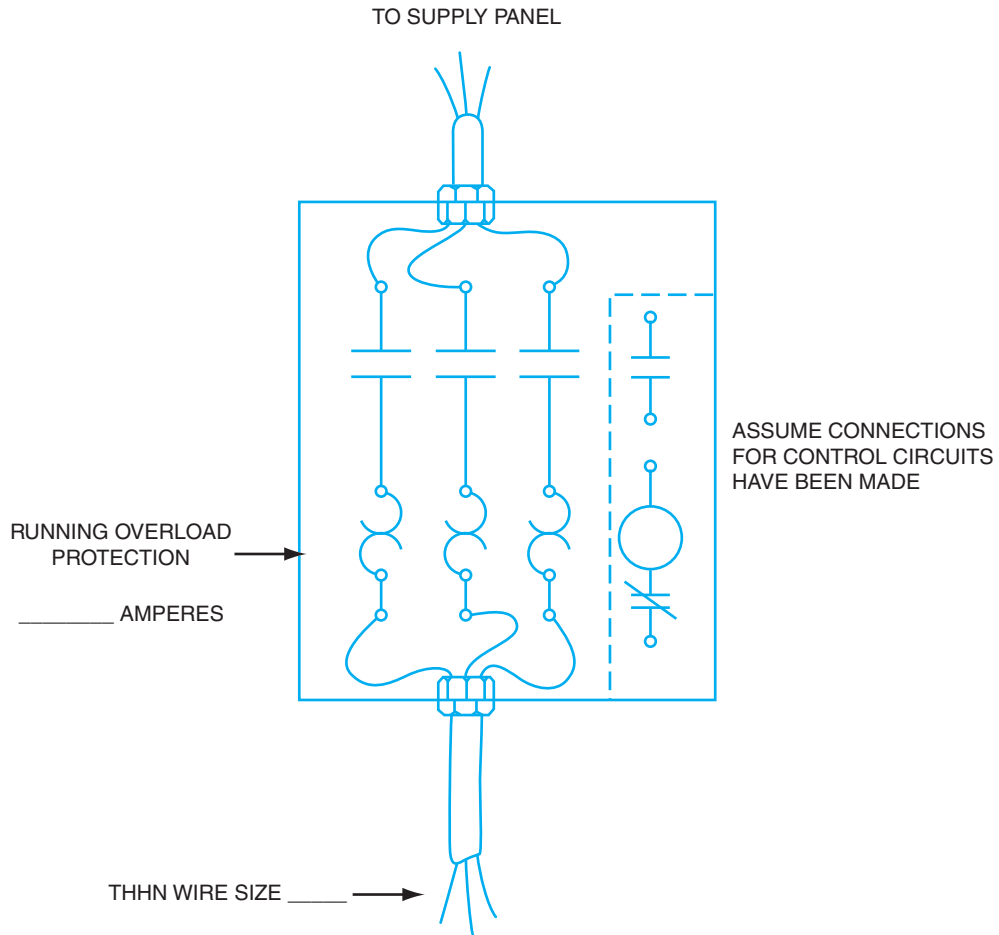 TO SUPPLY PANEL
ASSUME CONNECTIONS
FOR CONTROL CIRCUITS
HAVE BEEN MADE
RUNNING OVERLOAD
PROTECTION
________ AMPERES
THHN WIRE SIZE _____